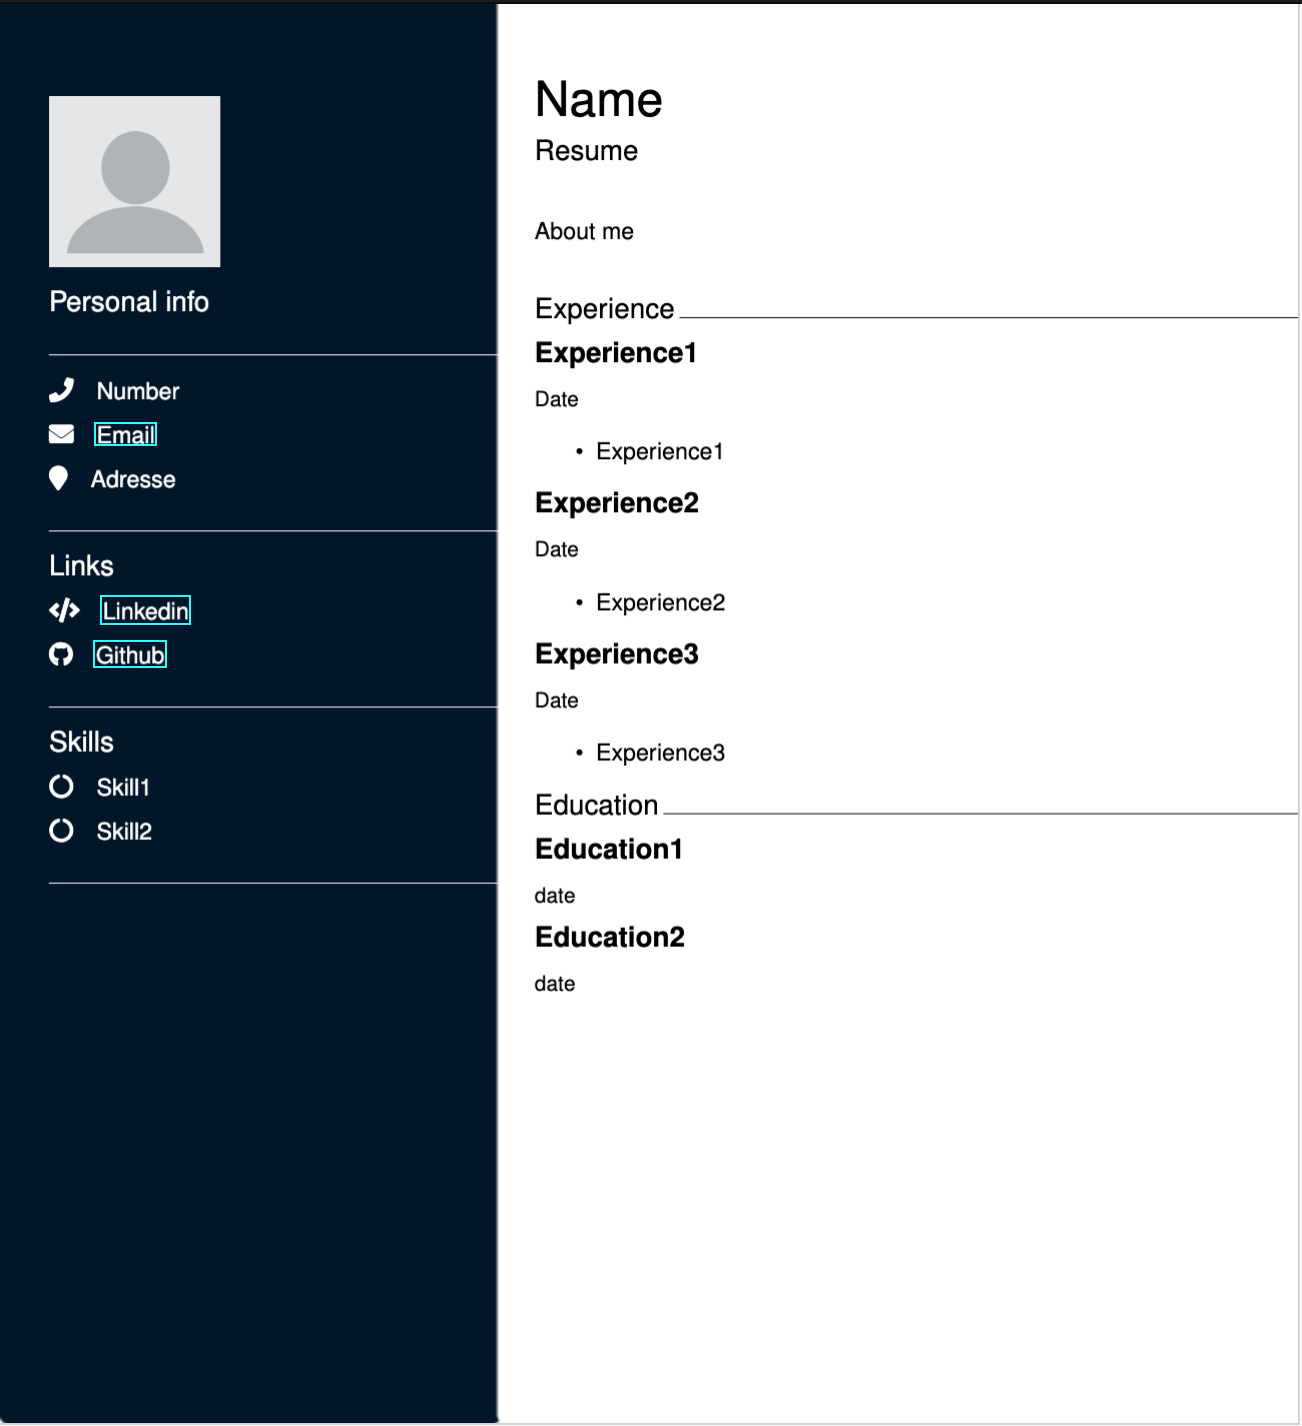 Personal info
Number
Email
Adresse
Links
Linkedin
Github
Skills
Skill1
Skill2
Name
Resume
About me
Experience
Experience1
Date
• Experience1
Experience2
Date
• Experience2
Experience3
Date
• Experience3
Education
Education1
date
Education2
date